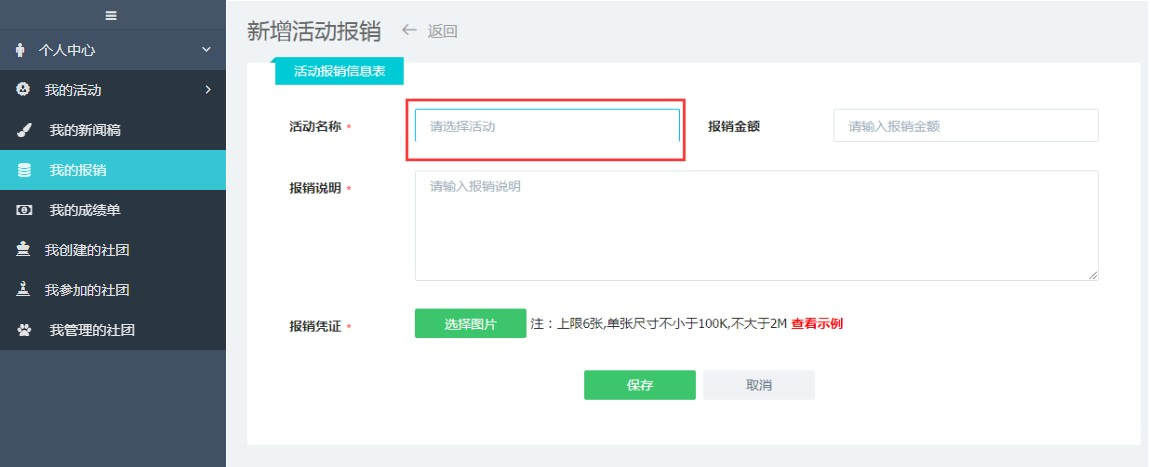 个人中心
我的活动
我的新闻稿
我的报销
我的成绩单
我创建的社团
我参加的社团
我管理的社团
新增活动报销 返回
活动报销信息表
活动名称 * 请选择活动 报销金额 请输入报销金额
报销说明 * 请输入报销说明
报销凭证 * 选择图片 注：上限6张,单张尺寸不小于100K,不大于2M 查看示例
保存 取消